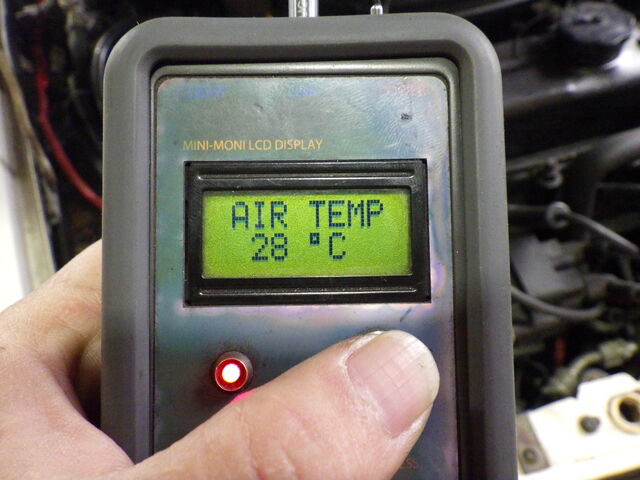 MINI-MONI LCD DISPLAY
AIR TEMP
28 °C